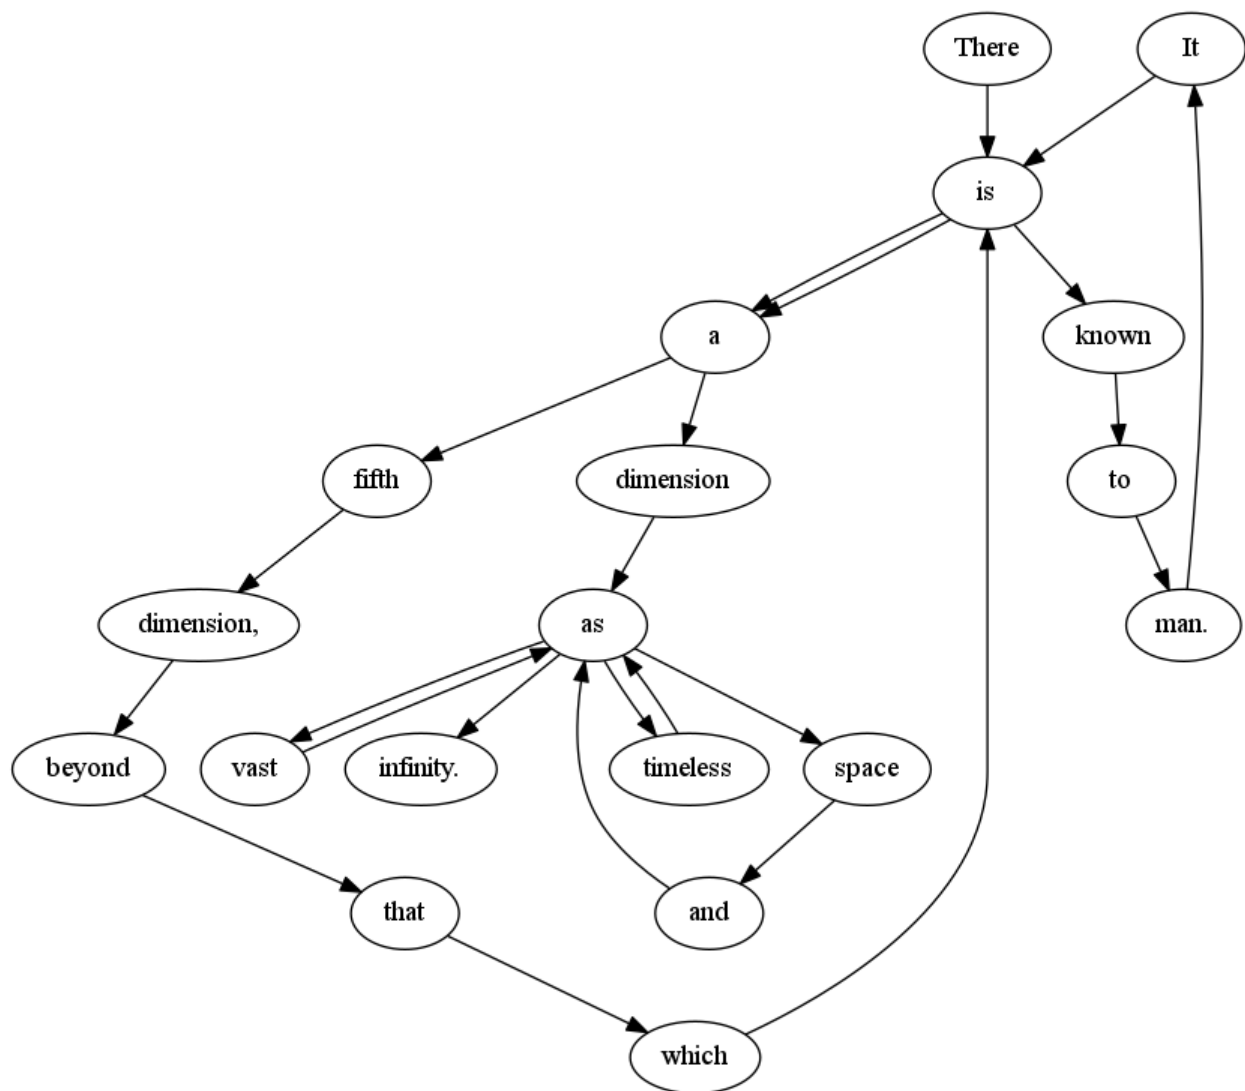 There
It
is
a
known
fifth
dimension
to
dimension,
as
man.
beyond
vast
infinity.
timeless
space
that
and
which